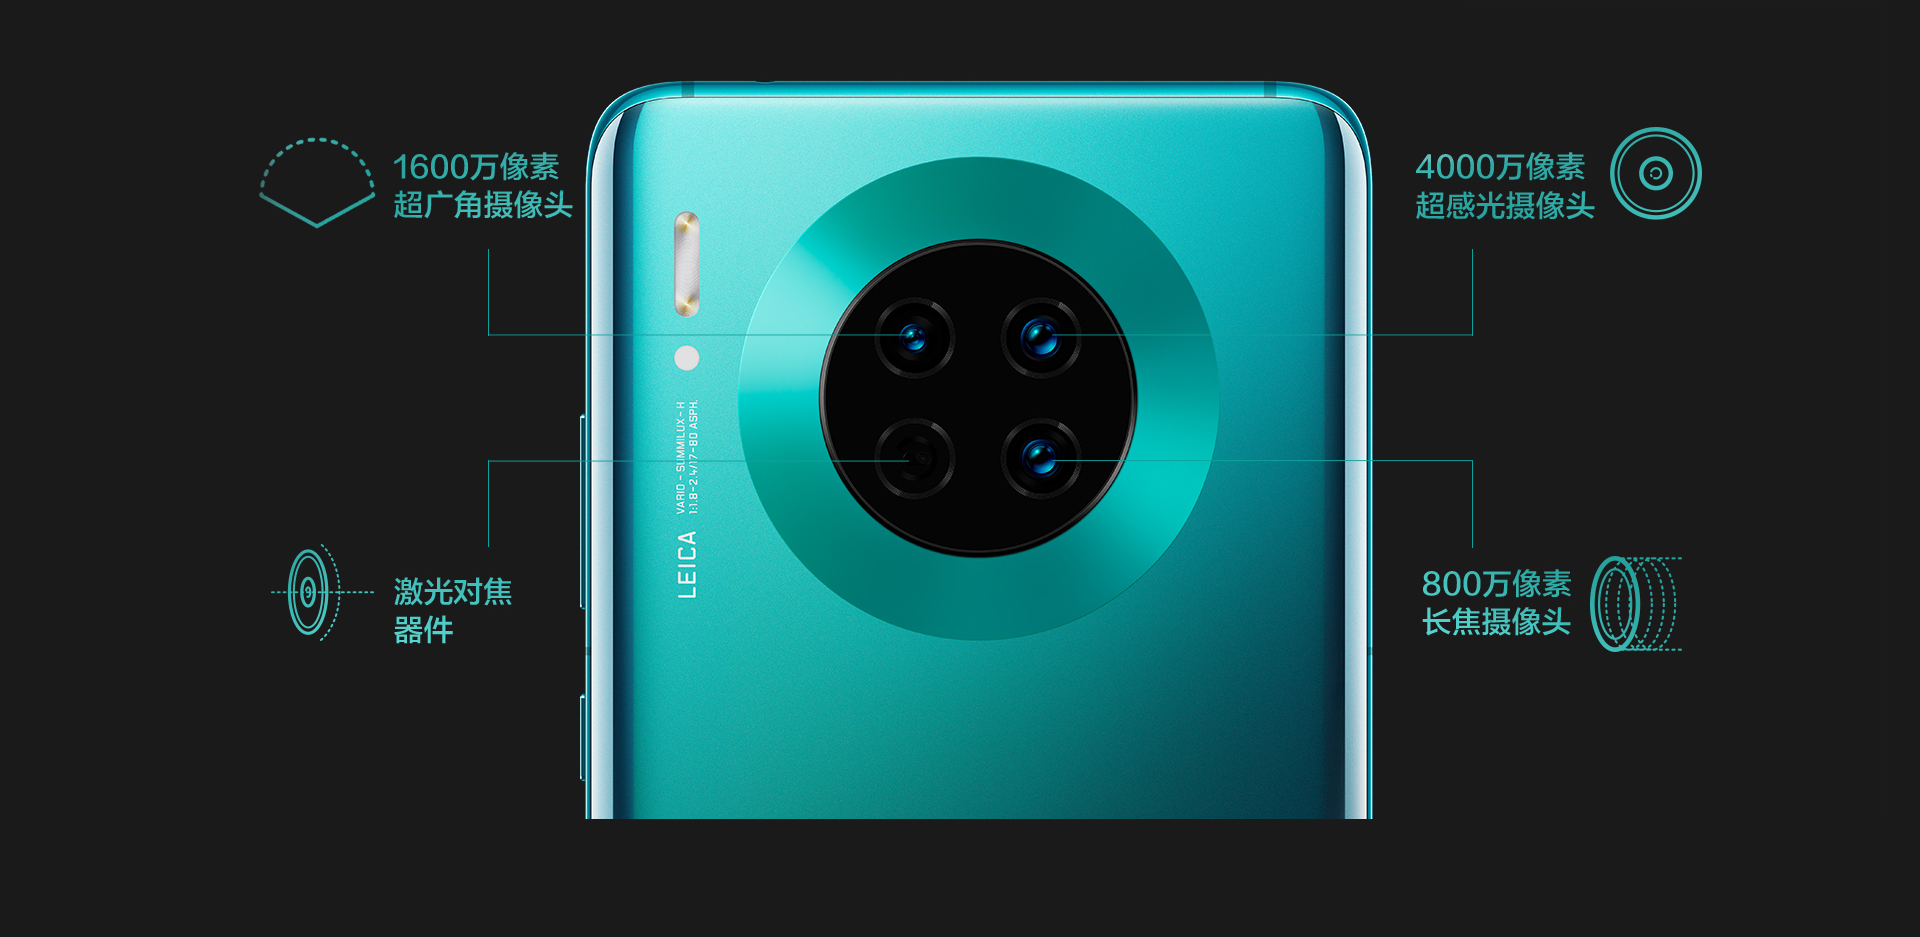 1600万像素
超广角摄像头
4000万像素
超感光摄像头
VARIO-SUMMILUX-H
1:1.8-2.4/17-80 ASPH.
LEICA
激光对焦
器件
800万像素
长焦摄像头